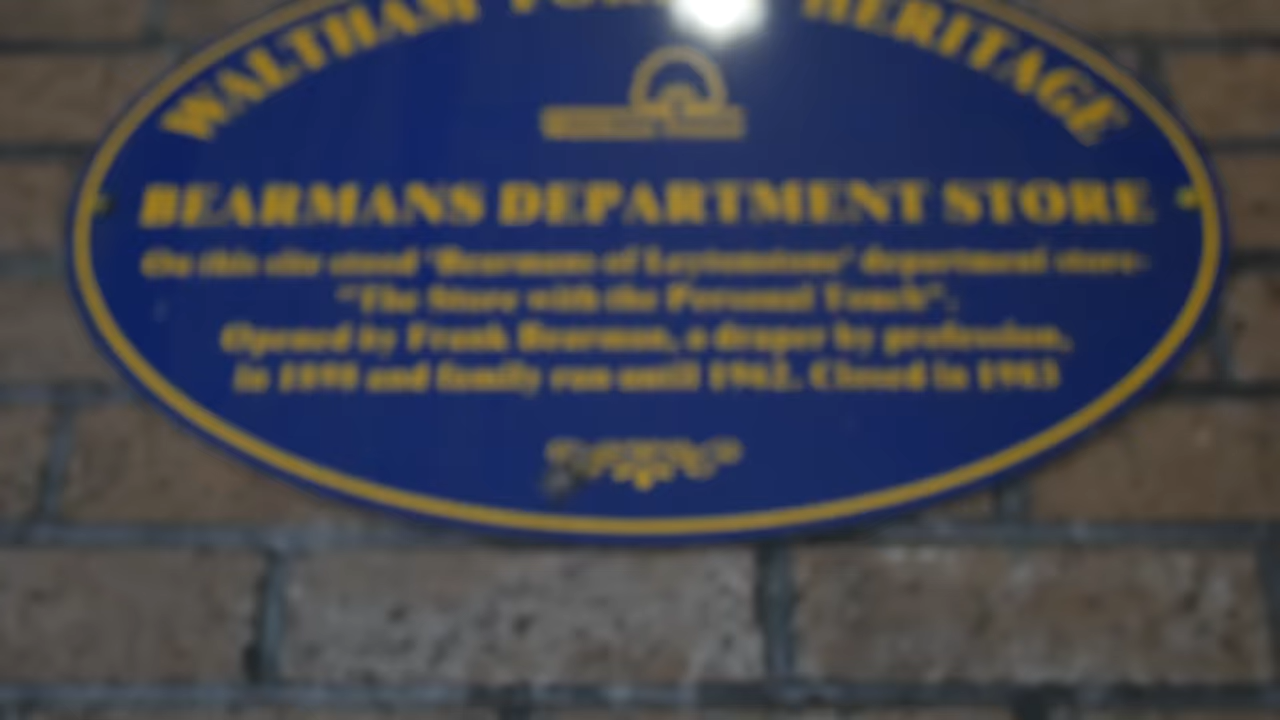 WALTHAM FOREST HERITAGE
BEARMANS DEPARTMENT STORE
On this site stood 'Bearmans of Leytonstone' department store-
"The Store with the Personal Touch".
Opened by Frank Bearman, a draper by profession,
in 1898 and family run until 1962. Closed in 1983